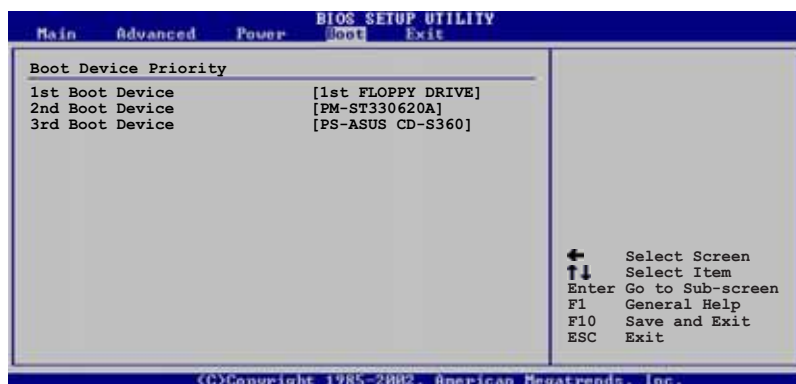 BIOS SETUP UTILITY
Main Advanced Power Boot Exit
Boot Device Priority
1st Boot Device [1st FLOPPY DRIVE]
2nd Boot Device [PM-ST330620A]
3rd Boot Device [PS-ASUS CD-S360]
Select Screen
↑↓ Select Item
Enter Go to Sub-screen
F1 General Help
F10 Save and Exit
ESC Exit
(C)Copyright 1985-2002, American Megatrends, Inc.